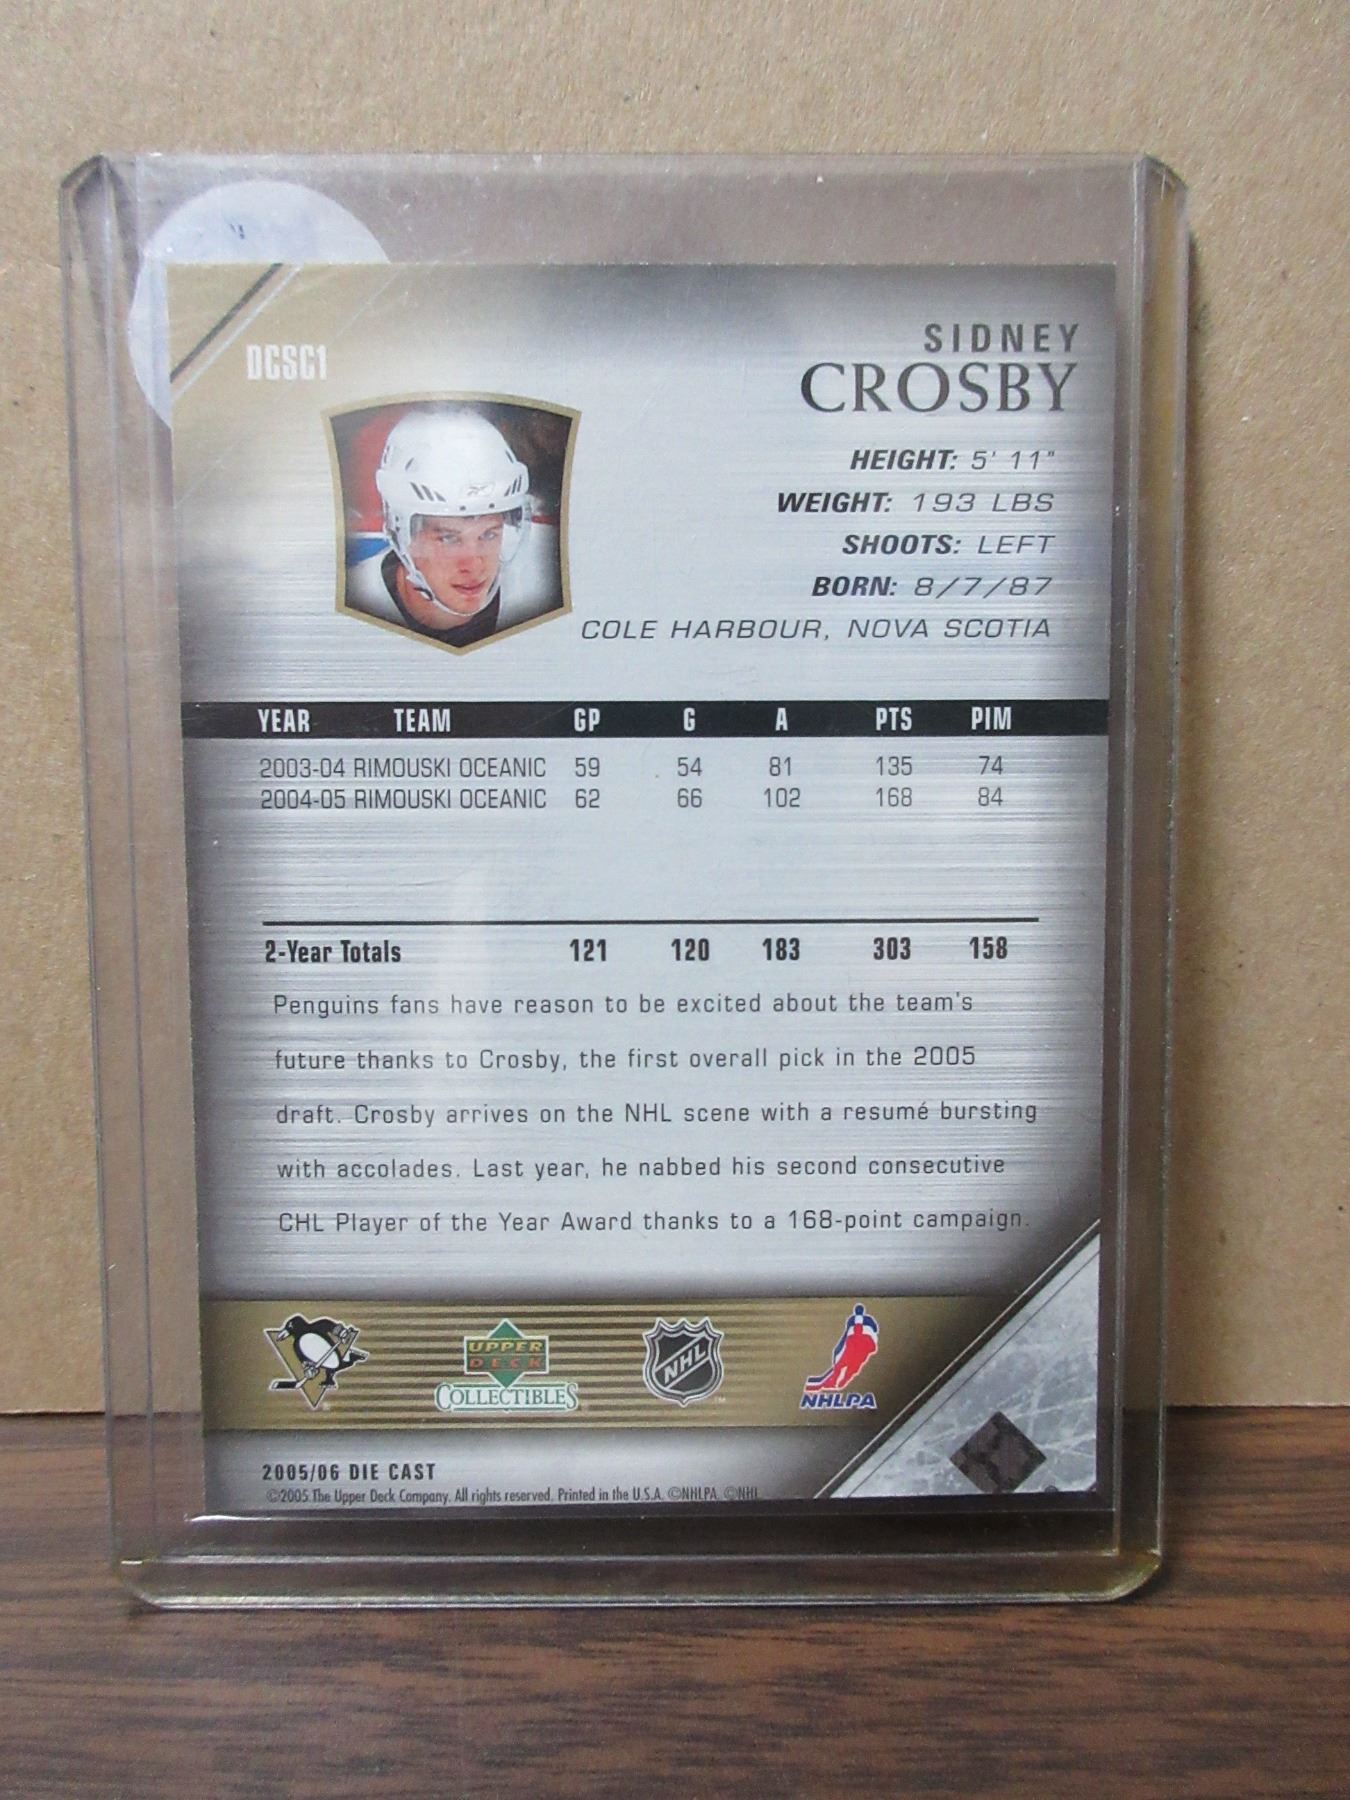 DCSC1
SIDNEY
CROSBY
HEIGHT: 5' 11"
WEIGHT: 193 LBS
SHOOTS: LEFT
BORN: 8/7/87
COLE HARBOUR, NOVA SCOTIA
YEAR TEAM GP G A PTS PIM
2003-04 RIMOUSKI OCEANIC 59 54 81 135 74
2004-05 RIMOUSKI OCEANIC 62 66 102 168 84
2-Year Totals 121 120 183 303 158
Penguins fans have reason to be excited about the team's
future thanks to Crosby, the first overall pick in the 2005
draft. Crosby arrives on the NHL scene with a resumé bursting
with accolades. Last year, he nabbed his second consecutive
CHL Player of the Year Award thanks to a 168-point campaign.
UPPER
DECK
COLLECTIBLES
NHL
NHLPA
2005/06 DIE CAST
©2005 The Upper Deck Company. All rights reserved. Printed in the U.S.A. ©NHLPA ©NHL